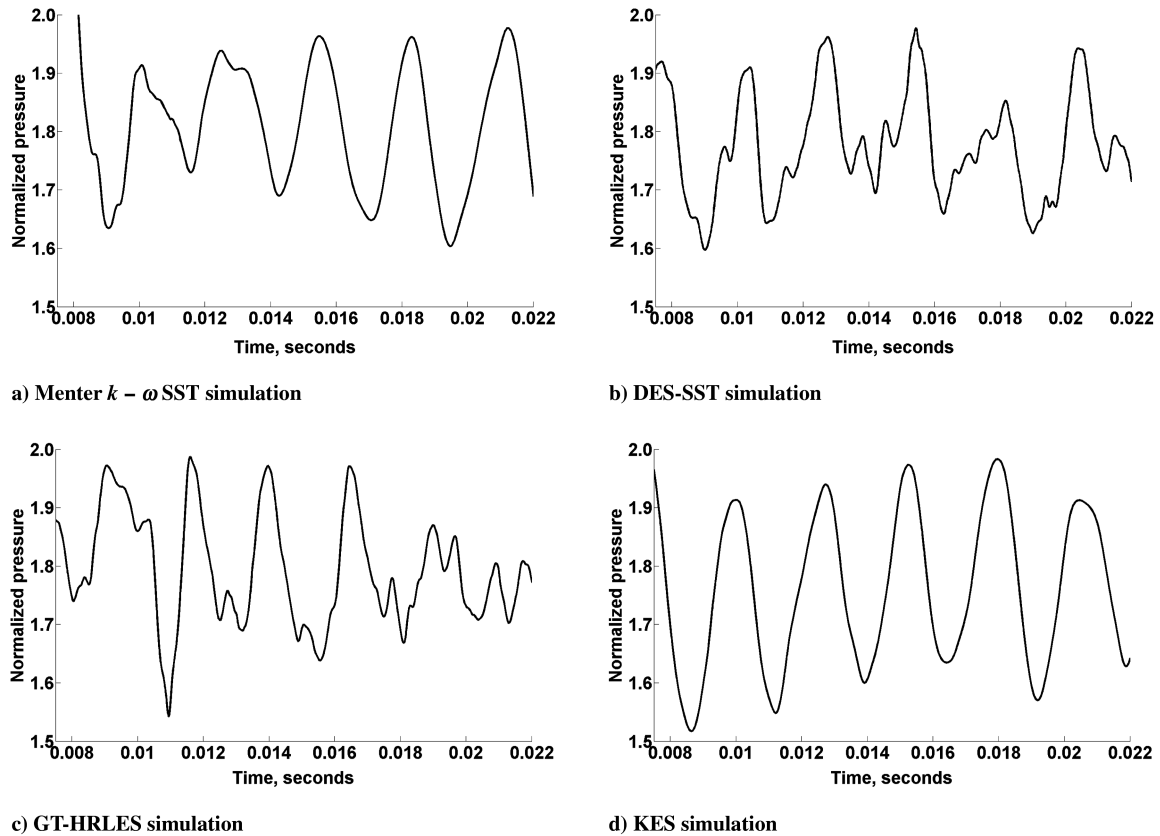 2.0
1.9
1.8
1.7
1.6
1.5
Normalized pressure
0.008 0.01 0.012 0.014 0.016 0.018 0.02 0.022
Time, seconds
a) Menter k – ω SST simulation
2.0
1.9
1.8
1.7
1.6
1.5
Normalized pressure
0.008 0.01 0.012 0.014 0.016 0.018 0.02 0.022
Time, seconds
b) DES-SST simulation
2.0
1.9
1.8
1.7
1.6
1.5
Normalized pressure
0.008 0.01 0.012 0.014 0.016 0.018 0.02 0.022
Time, seconds
c) GT-HRLES simulation
2.0
1.9
1.8
1.7
1.6
1.5
Normalized pressure
0.008 0.01 0.012 0.014 0.016 0.018 0.02 0.022
Time, seconds
d) KES simulation